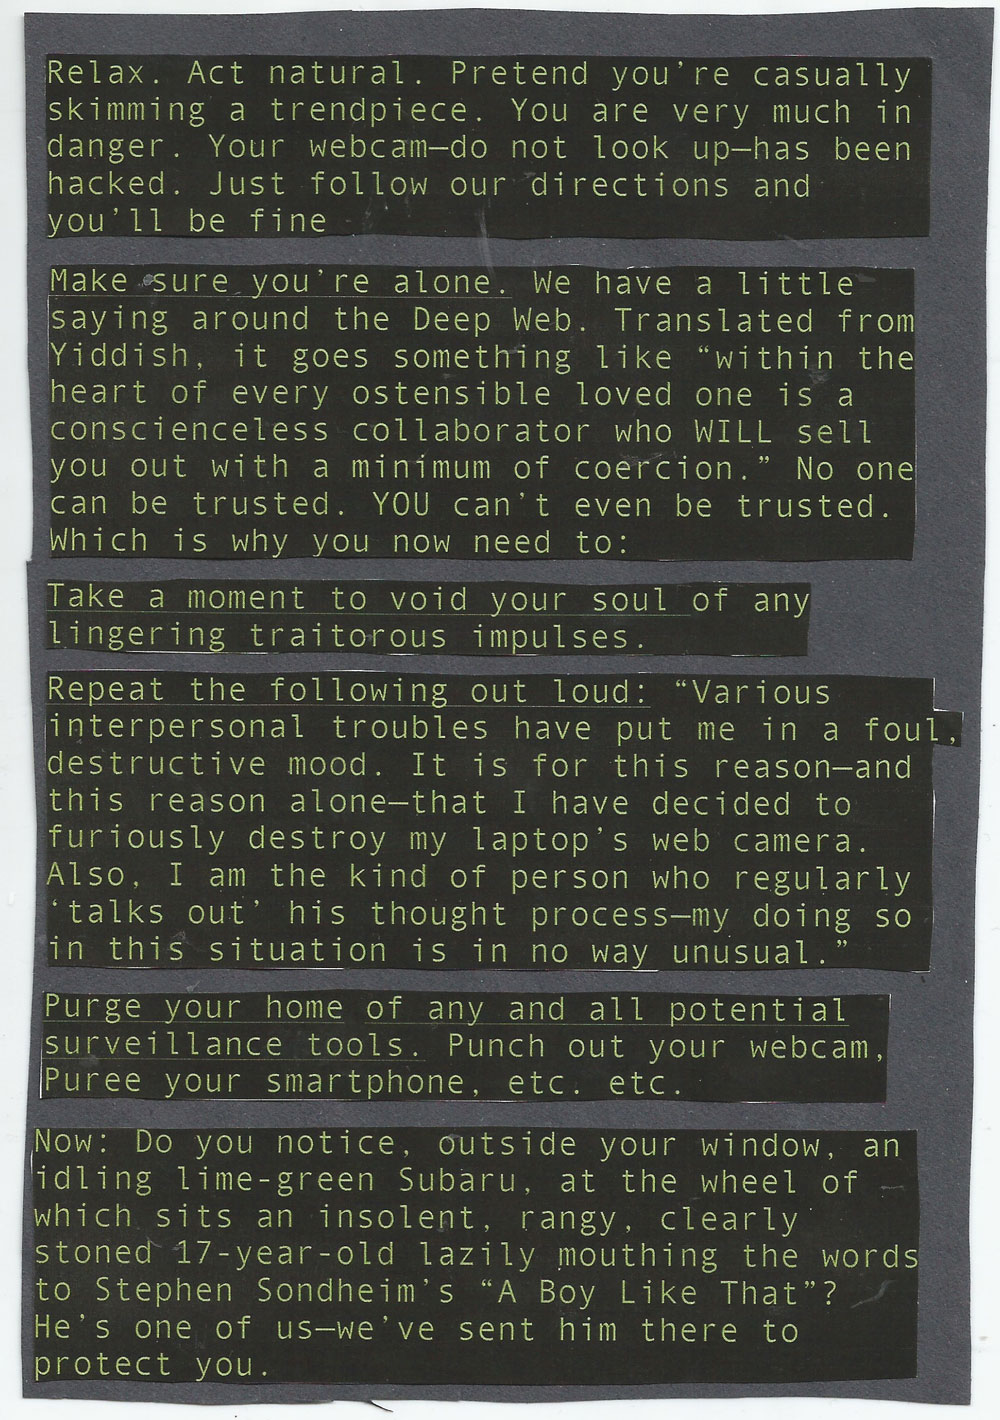 Relax. Act natural. Pretend you’re casually
skimming a trendpiece. You are very much in
danger. Your webcam—do not look up—has been
hacked. Just follow our directions and
you’ll be fine
Make sure you’re alone. We have a little
saying around the Deep Web. Translated from
Yiddish, it goes something like “within the
heart of every ostensible loved one is a
conscienceless collaborator who WILL sell
you out with a minimum of coercion.” No one
can be trusted. YOU can’t even be trusted.
Which is why you now need to:
Take a moment to void your soul of any
lingering traitorous impulses.
Repeat the following out loud: “Various
interpersonal troubles have put me in a foul,
destructive mood. It is for this reason—and
this reason alone—that I have decided to
furiously destroy my laptop’s web camera.
Also, I am the kind of person who regularly
‘talks out’ his thought process—my doing so
in this situation is in no way unusual.”
Purge your home of any and all potential
surveillance tools. Punch out your webcam,
Puree your smartphone, etc. etc.
Now: Do you notice, outside your window, an
idling lime-green Subaru, at the wheel of
which sits an insolent, rangy, clearly
stoned 17-year-old lazily mouthing the words
to Stephen Sondheim’s “A Boy Like That”?
He’s one of us—we’ve sent him there to
protect you.